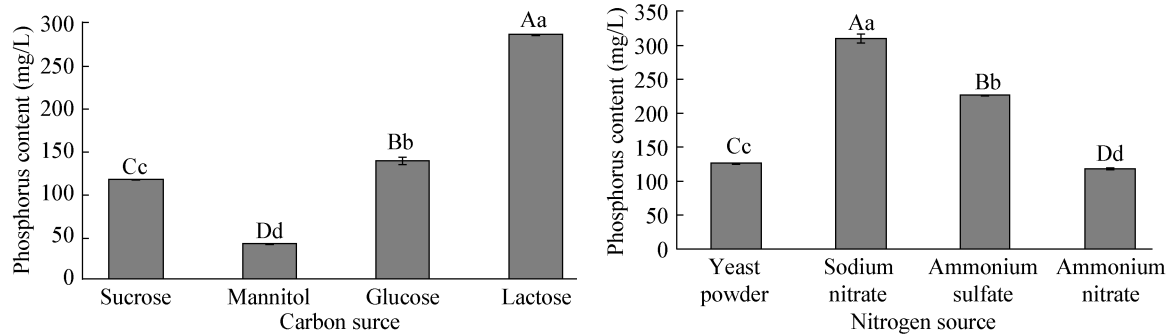 Phosphorus content (mg/L)
300
250
200
150
100
50
0
Cc
Dd
Bb
Aa
Sucrose
Mannitol
Glucose
Lactose
Carbon surce
Phosphorus content (mg/L)
350
300
250
200
150
100
50
0
Cc
Aa
Bb
Dd
Yeast
powder
Sodium
nitrate
Ammonium
sulfate
Ammonium
nitrate
Nitrogen source